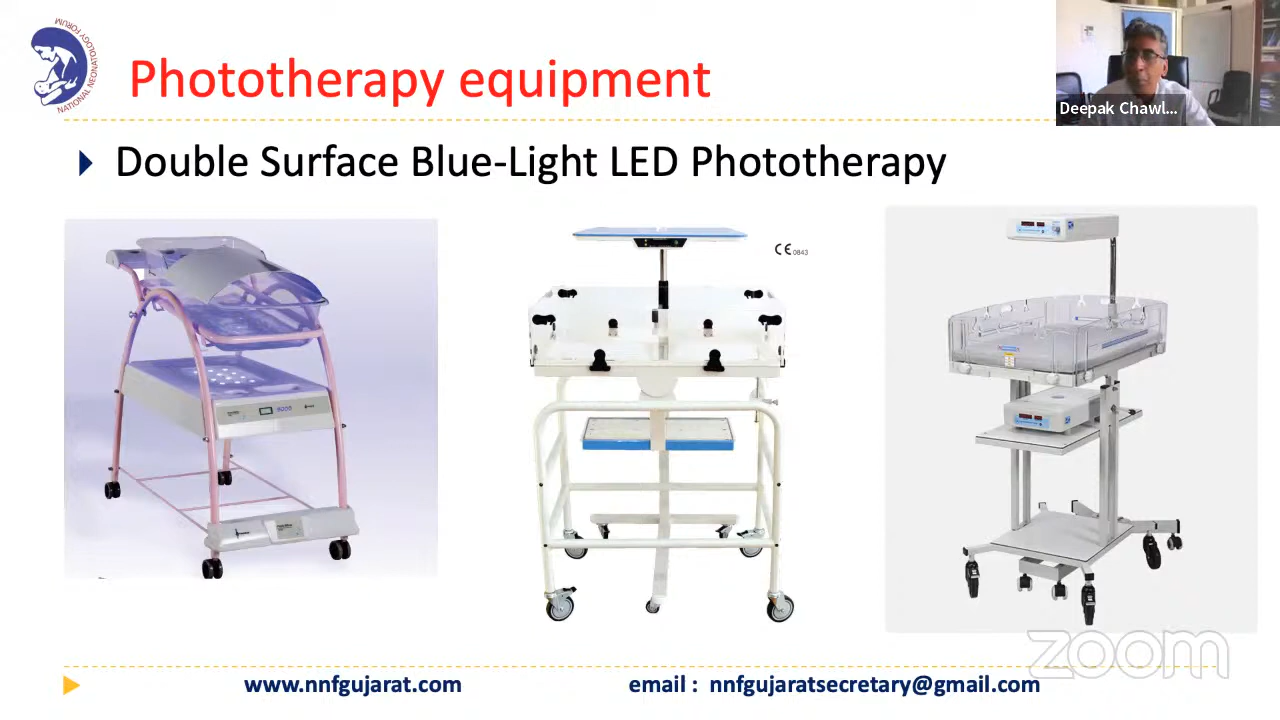 NATIONAL NEONATOLOGY FORUM
Phototherapy equipment
Deepak Chawl...
Double Surface Blue-Light LED Phototherapy
CE 0843
zoom
www.nnfgujarat.com
email : nnfgujaratsecretary@gmail.com